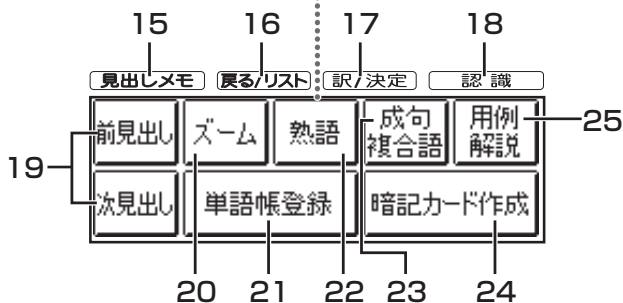 15 16 17 18
見出しメモ 戻る/リスト 訳/決定 認識
前見出し ズーム 熟語 成句 複合語 用例 解説 25
19
次見出し 単語帳登録 暗記カード作成
20 21 22 23 24